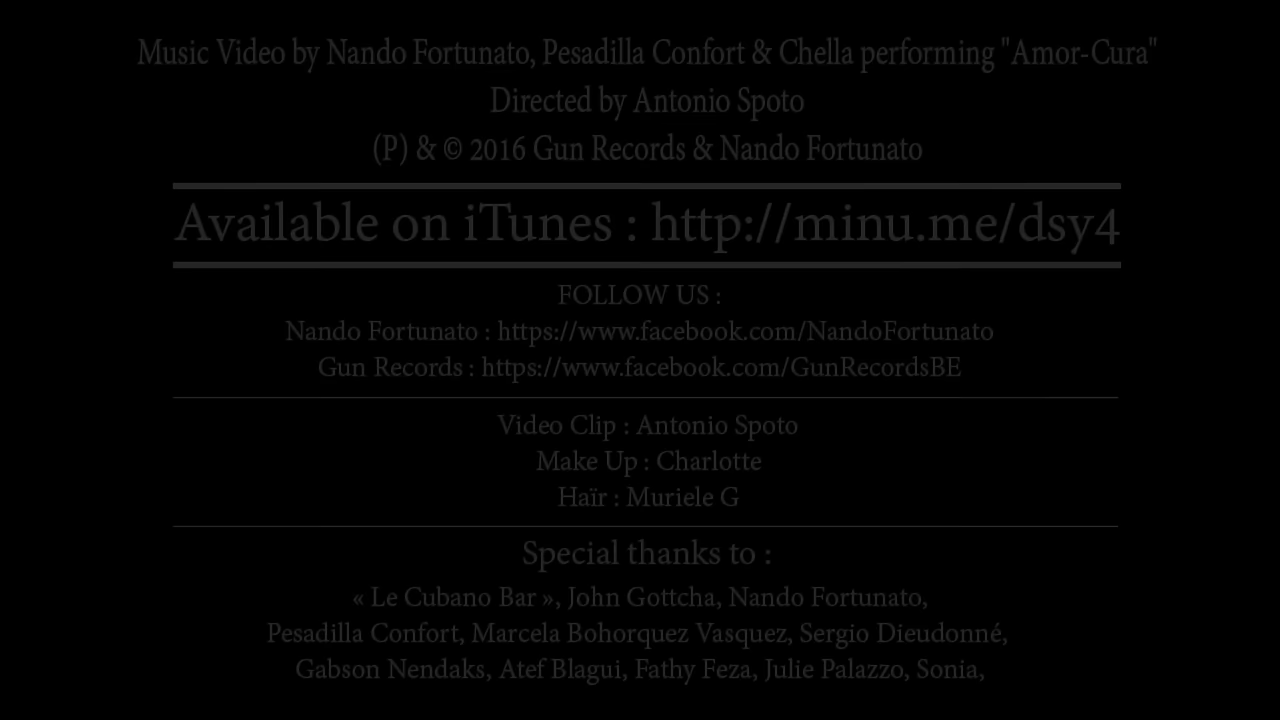 Music Video by Nando Fortunato, Pesadilla Confort & Chella performing "Amor-Cura"
Directed by Antonio Spoto
(P) & © 2016 Gun Records & Nando Fortunato
Available on iTunes : http://minu.me/dsy4
FOLLOW US :
Nando Fortunato : https://www.facebook.com/NandoFortunato
Gun Records : https://www.facebook.com/GunRecordsBE
Video Clip : Antonio Spoto
Make Up : Charlotte
Haïr : Muriele G
Special thanks to :
« Le Cubano Bar », John Gottcha, Nando Fortunato,
Pesadilla Confort, Marcela Bohorquez Vasquez, Sergio Dieudonné,
Gabson Nendaks, Atef Blagui, Fathy Feza, Julie Palazzo, Sonia,